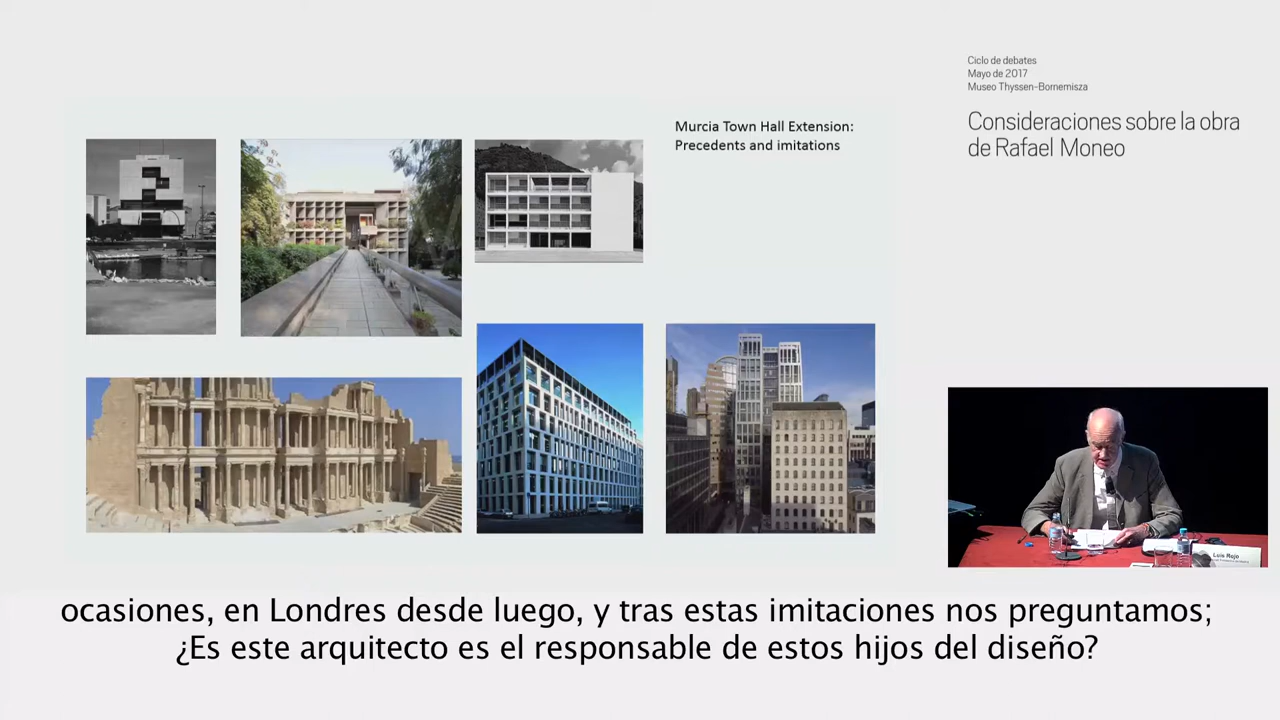 Ciclo de debates
Mayo de 2017
Museo Thyssen-Bornemisza
Consideraciones sobre la obra
de Rafael Moneo
Murcia Town Hall Extension:
Precedents and imitations
Luis Rojo
ocasiones, en Londres desde luego, y tras estas imitaciones nos preguntamos;
¿Es este arquitecto es el responsable de estos hijos del diseño?